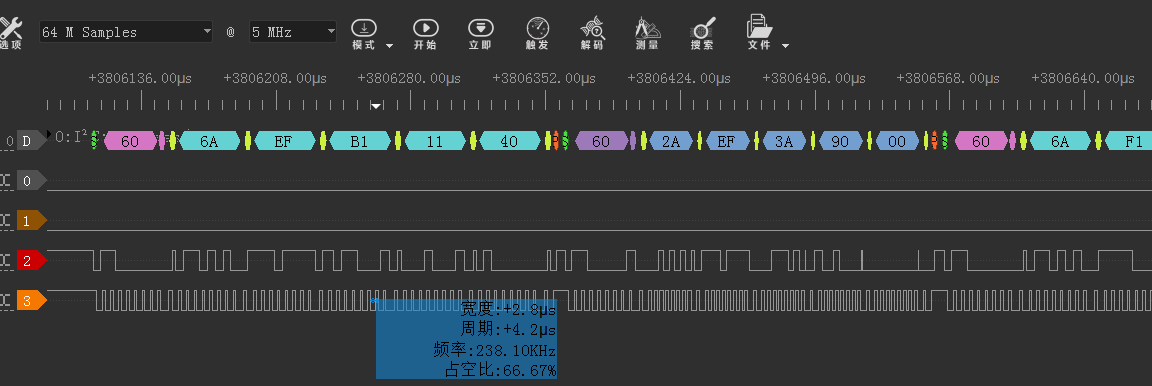 64 M Samples @ 5 MHz
选项 模式 开始 立即 触发 解码 测量 搜索 文件
+3806136.00μs +3806208.00μs +3806280.00μs +3806352.00μs +3806424.00μs +3806496.00μs +3806568.00μs +3806640.00μs
0 D 0:I² 60 6A EF B1 11 40 60 2A EF 3A 90 00 60 6A F1
0
1
2
3
宽度:+2.8μs
周期:+4.2μs
频率:238.10KHz
占空比:66.67%